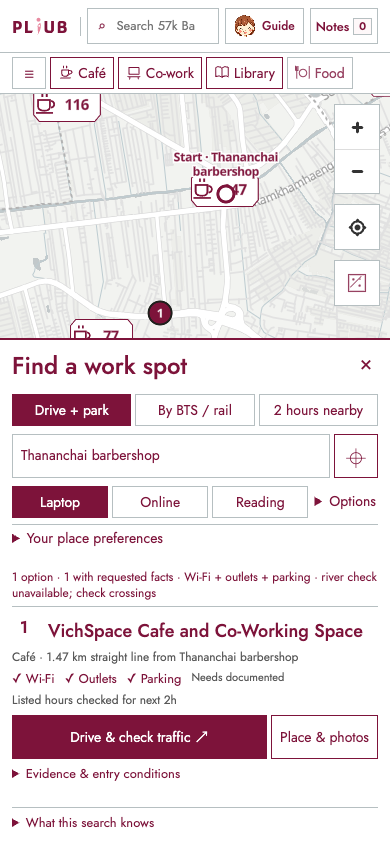 PLUB
Search 57k Ba
Guide
Notes 0
Café
Co-work
Library
Food
116
Start · Thananchai
barbershop
47
amkhamhaeng
1
77
Find a work spot
Drive + park
By BTS / rail
2 hours nearby
Thananchai barbershop
Laptop
Online
Reading
Options
Your place preferences
1 option · 1 with requested facts · Wi-Fi + outlets + parking · river check
unavailable; check crossings
1 VichSpace Cafe and Co-Working Space
Café · 1.47 km straight line from Thananchai barbershop
✓ Wi-Fi ✓ Outlets ✓ Parking Needs documented
Listed hours checked for next 2h
Drive & check traffic ↗
Place & photos
Evidence & entry conditions
What this search knows